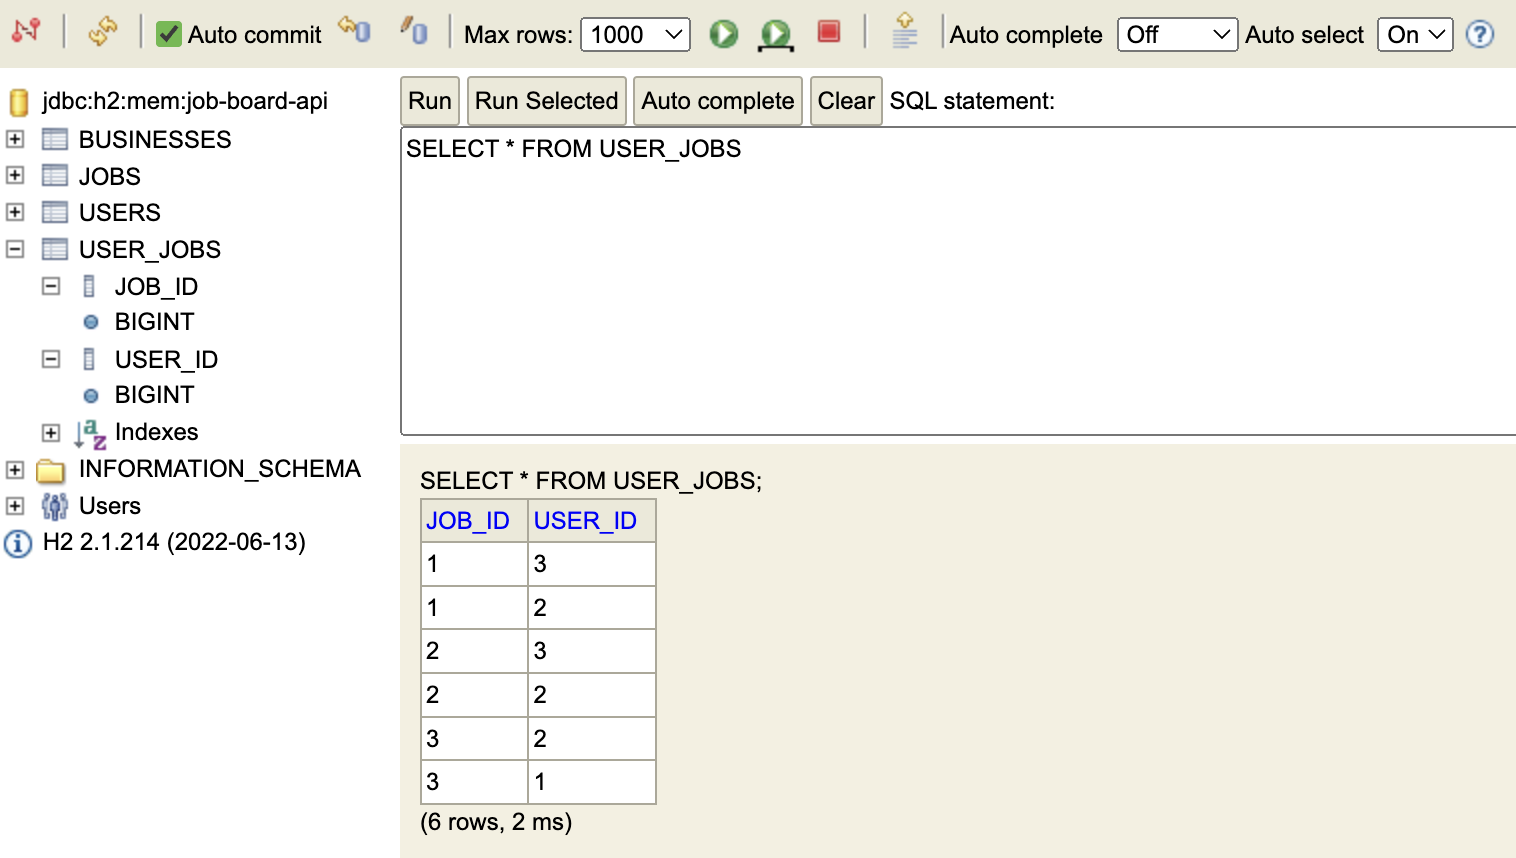 Auto commit Max rows: 1000 Auto complete Off Auto select On ?
jdbc:h2:mem:job-board-api
BUSINESSES
JOBS
USERS
USER_JOBS
JOB_ID
BIGINT
USER_ID
BIGINT
Indexes
INFORMATION_SCHEMA
Users
H2 2.1.214 (2022-06-13)
Run Run Selected Auto complete Clear SQL statement:
SELECT * FROM USER_JOBS
SELECT * FROM USER_JOBS;
JOB_ID USER_ID
1 3
1 2
2 3
2 2
3 2
3 1
(6 rows, 2 ms)